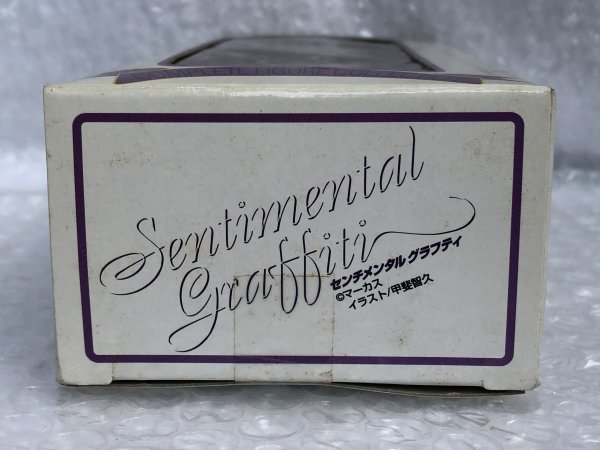 Sentimental
Graffiti
センチメンタル グラフティ
©マーカス
イラスト/甲斐智久